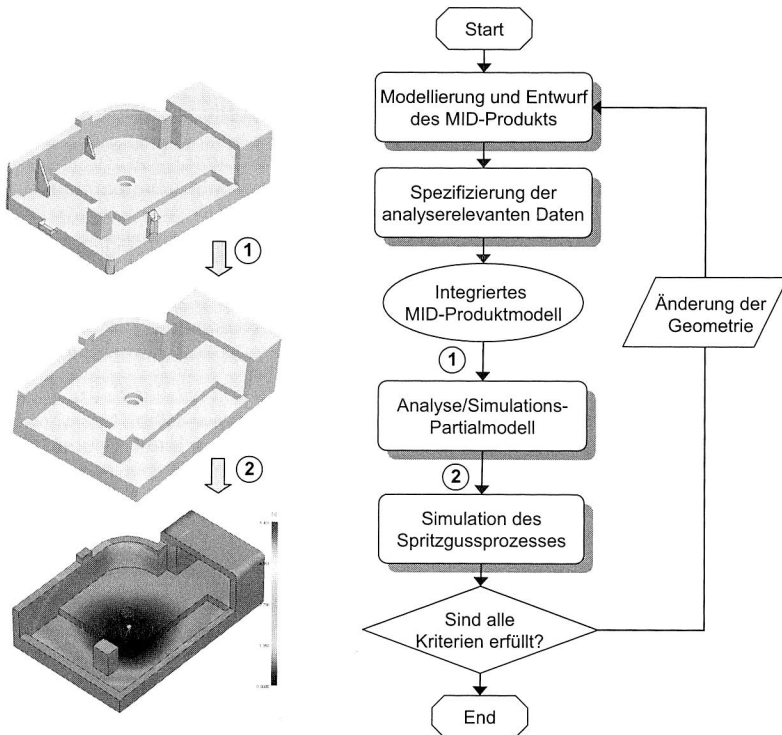 Start
Modellierung und Entwurf
des MID-Produkts
Spezifizierung der
analyserelevanten Daten
Integriertes
MID-Produktmodell
Änderung der
Geometrie
1
1
Analyse/Simulations-
Partialmodell
2
2
Simulation des
Spritzgussprozesses
Sind alle
Kriterien erfüllt?
End